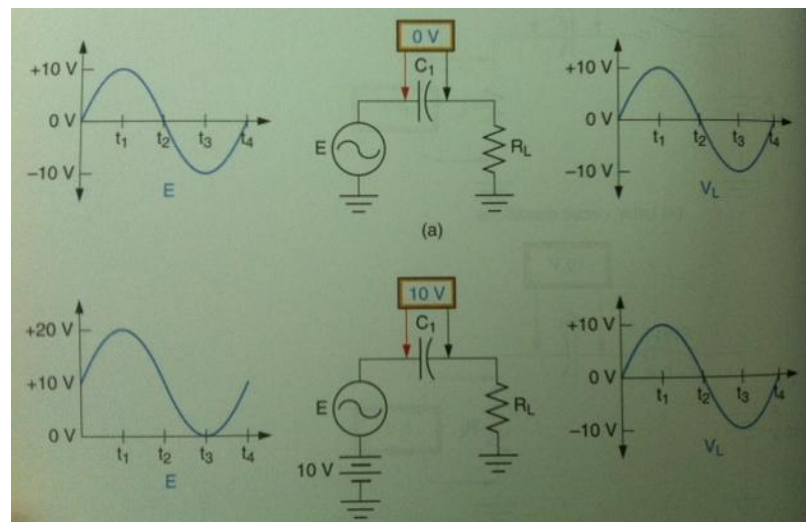 0 V
+10 V
C1
+10 V
0 V
t1 t2 t3 t4
E
RL
0 V
t1 t2 t3 t4
−10 V
E
−10 V
VL
(a)
10 V
+20 V
C1
+10 V
+10 V
E
RL
0 V
t1 t2 t3 t4
0 V
t1 t2 t3 t4
10 V
−10 V
E
VL